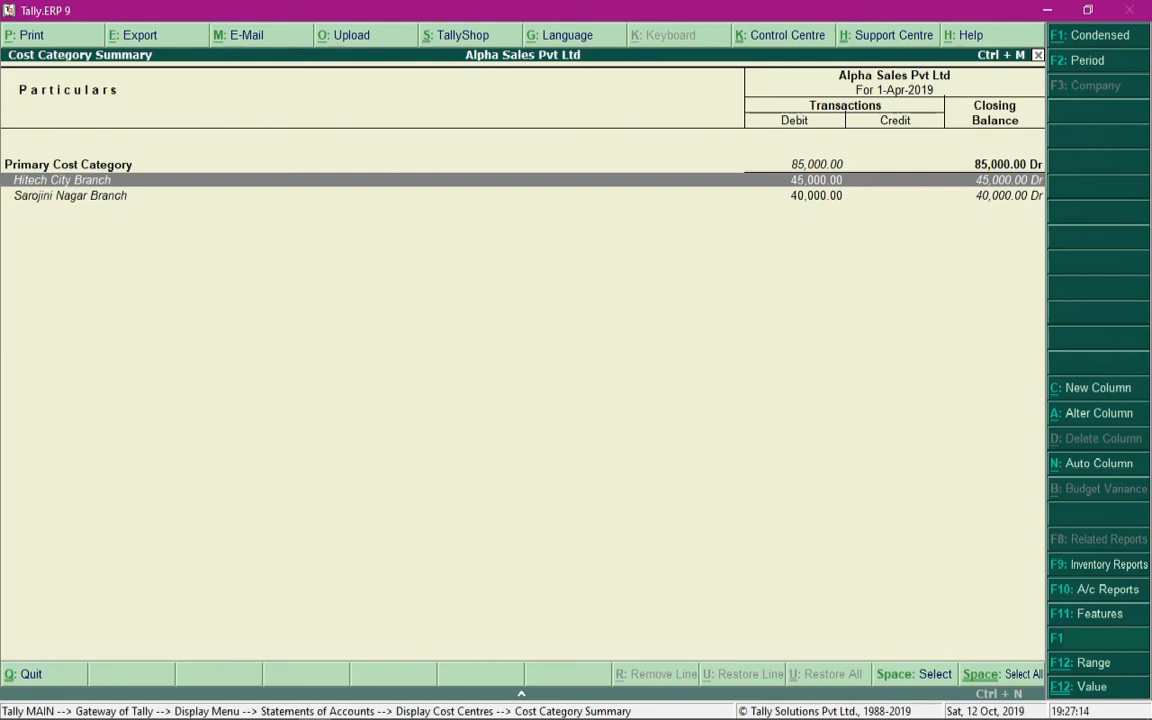 Tally.ERP 9
P: Print E: Export M: E-Mail O: Upload S: TallyShop G: Language K: Keyboard K: Control Centre H: Support Centre H: Help
Cost Category Summary Alpha Sales Pvt Ltd Ctrl + M
Particulars
Alpha Sales Pvt Ltd
For 1-Apr-2019
Transactions Closing
Debit Credit Balance
Primary Cost Category 85,000.00 85,000.00 Dr
Hitech City Branch 45,000.00 45,000.00 Dr
Sarojini Nagar Branch 40,000.00 40,000.00 Dr
F1: Condensed
F2: Period
F3: Company
C: New Column
A: Alter Column
D: Delete Column
N: Auto Column
B: Budget Variance
F8: Related Reports
F9: Inventory Reports
F10: A/c Reports
F11: Features
F1
F12: Range
F12: Value
Q: Quit R: Remove Line U: Restore Line U: Restore All Space: Select Space: Select All
Ctrl + N
Tally MAIN --> Gateway of Tally --> Display Menu --> Statements of Accounts --> Display Cost Centres --> Cost Category Summary © Tally Solutions Pvt Ltd., 1988-2019 Sat, 12 Oct, 2019 19:27:14